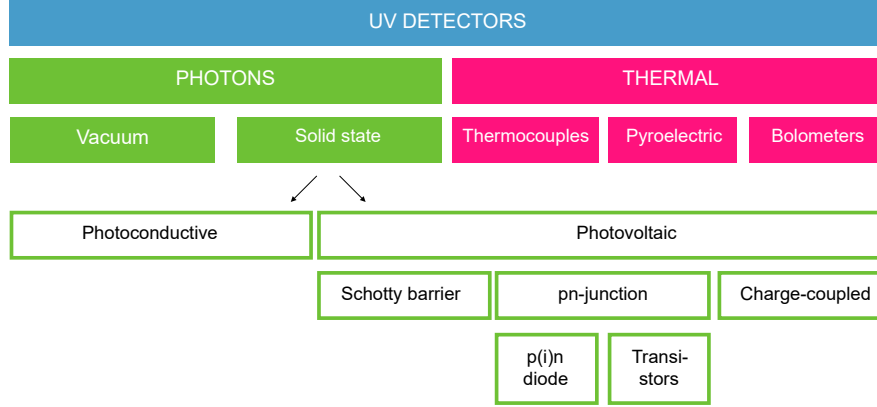 UV DETECTORS
PHOTONS
THERMAL
Vacuum
Solid state
Thermocouples
Pyroelectric
Bolometers
Photoconductive
Photovoltaic
Schotty barrier
pn-junction
Charge-coupled
p(i)n
diode
Transi-
stors